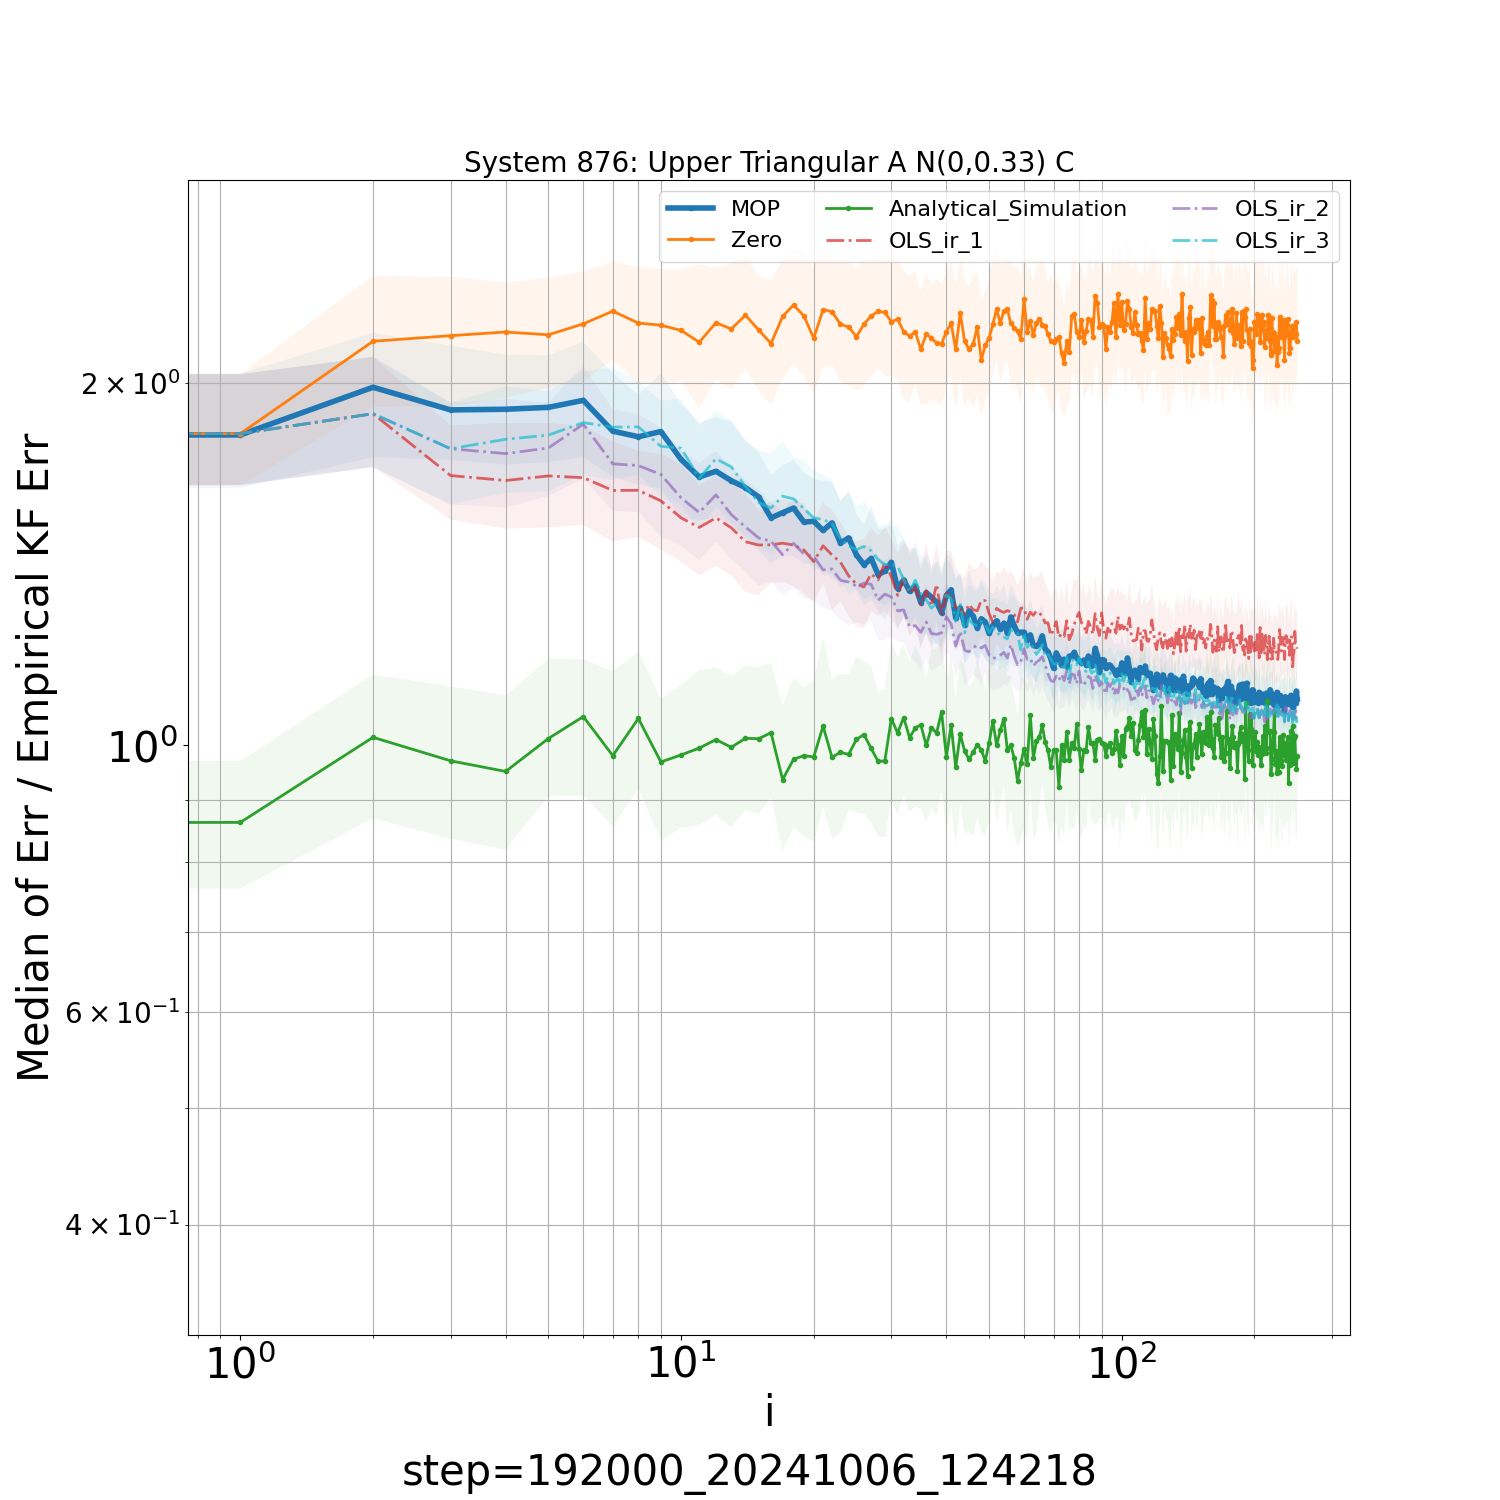 System 876: Upper Triangular A N(0,0.33) C
MOP
Zero
Analytical_Simulation
OLS_ir_1
OLS_ir_2
OLS_ir_3
Median of Err / Empirical KF Err
2 × 10⁰
10⁰
6 × 10⁻¹
4 × 10⁻¹
10⁰
10¹
10²
i
step=192000_20241006_124218